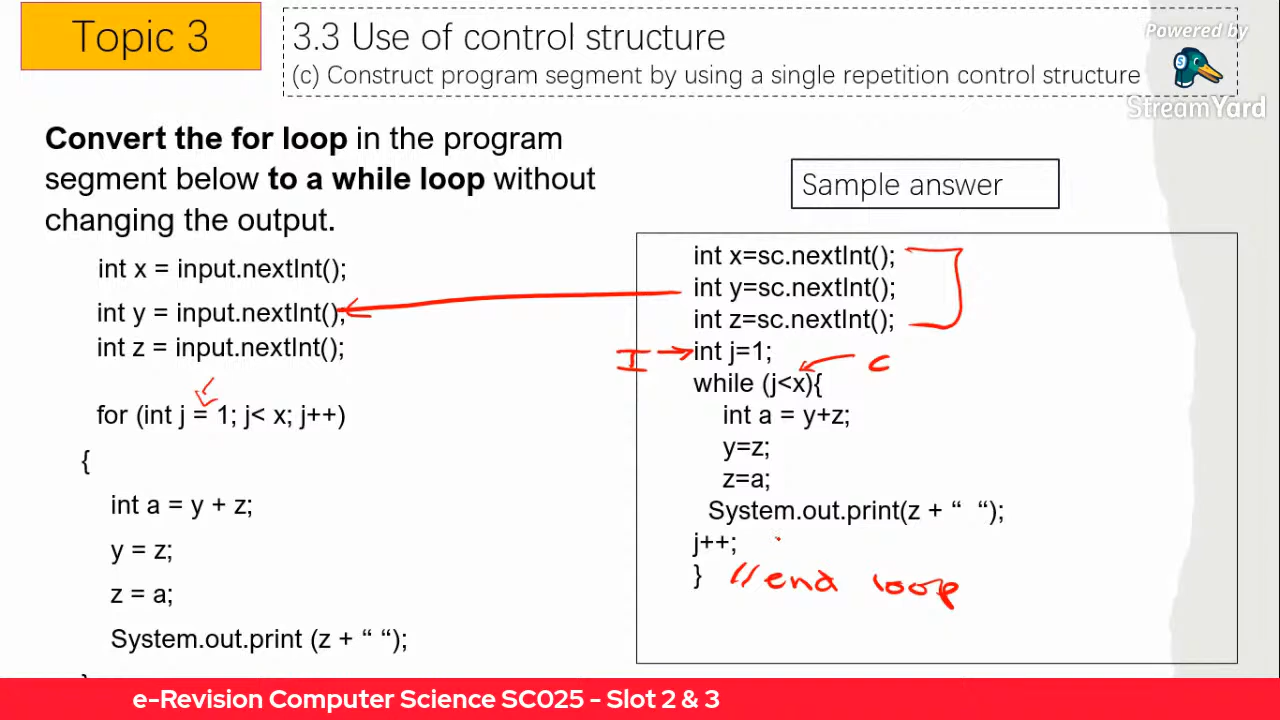 Topic 3
3.3 Use of control structure
(c) Construct program segment by using a single repetition control structure
Powered by
S
StreamYard
Convert the for loop in the program
segment below to a while loop without
changing the output.
int x = input.nextInt();
int y = input.nextInt();
int z = input.nextInt();
for (int j = 1; j< x; j++)
{
int a = y + z;
y = z;
z = a;
System.out.print (z + “ “);
Sample answer
int x=sc.nextInt();
int y=sc.nextInt();
int z=sc.nextInt();
I int j=1;
while (j<x){ C
int a = y+z;
y=z;
z=a;
System.out.print(z + “  “);
j++;
} //end loop
e-Revision Computer Science SC025 - Slot 2 & 3